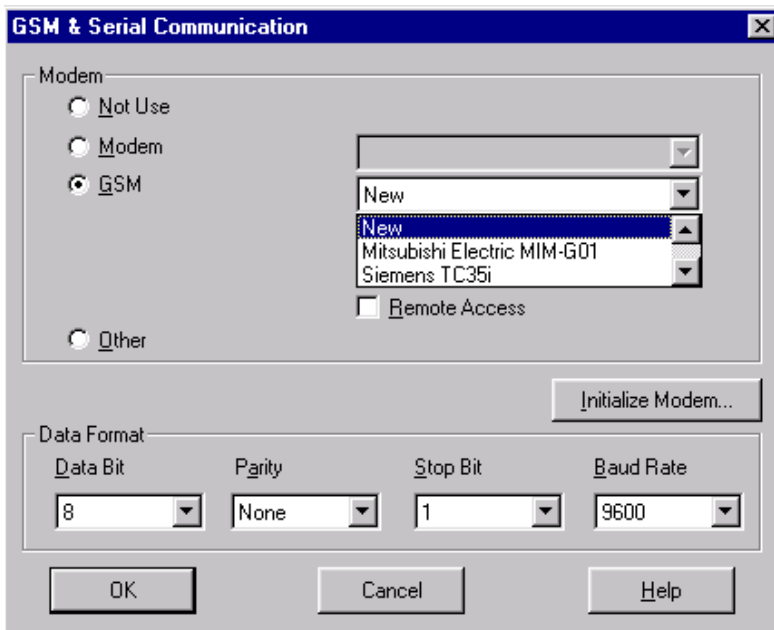 GSM & Serial Communication
Modem
Not Use
Modem
GSM
New
New
Mitsubishi Electric MIM-G01
Siemens TC35i
Remote Access
Other
Initialize Modem...
Data Format
Data Bit Parity Stop Bit Baud Rate
8 None 1 9600
OK Cancel Help